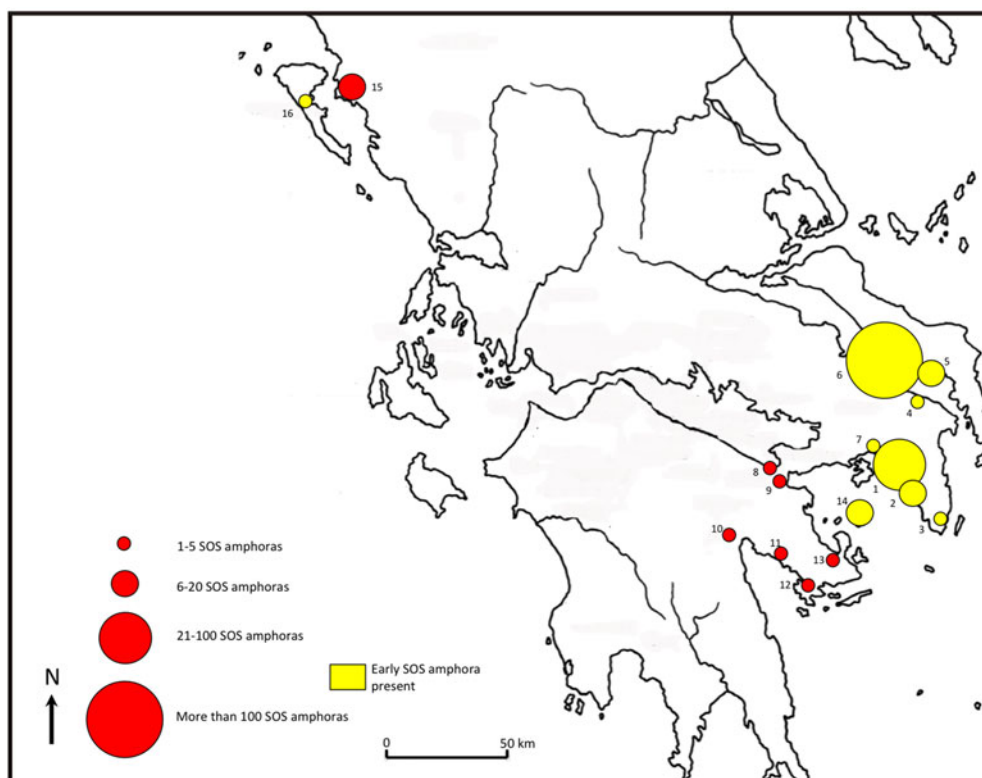 15
16
5
6
4
7
8
9
1
2
14
3
10
11
13
12
1-5 SOS amphoras
6-20 SOS amphoras
21-100 SOS amphoras
More than 100 SOS amphoras
Early SOS amphora
present
N
0
50 km